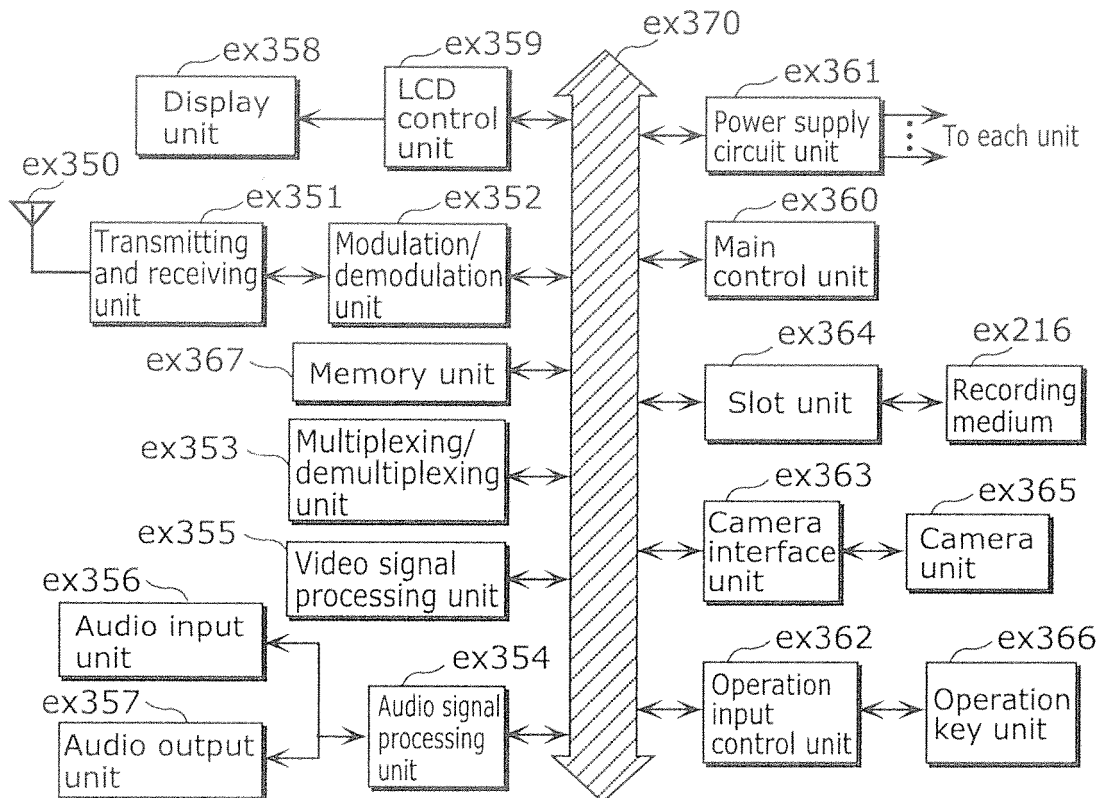 ex370
ex358
Display
unit
ex359
LCD
control
unit
ex361
Power supply
circuit unit
To each unit
ex350
ex351
Transmitting
and receiving
unit
ex352
Modulation/
demodulation
unit
ex360
Main
control unit
ex367
Memory unit
ex364
Slot unit
ex216
Recording
medium
ex353
Multiplexing/
demultiplexing
unit
ex363
Camera
interface
unit
ex365
Camera
unit
ex355
Video signal
processing unit
ex356
Audio input
unit
ex357
Audio output
unit
ex354
Audio signal
processing
unit
ex362
Operation
input
control unit
ex366
Operation
key unit